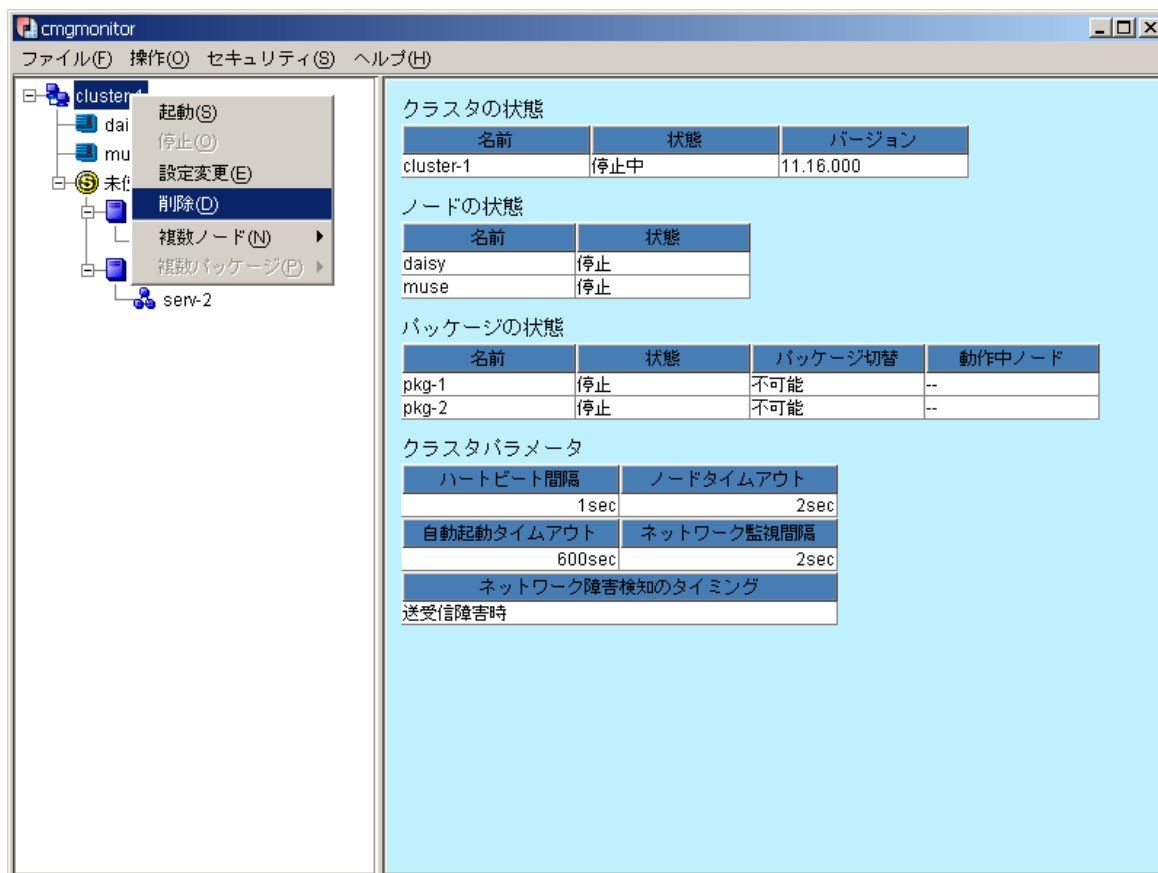 cmgmonitor
ファイル(F) 操作(O) セキュリティ(S) ヘルプ(H)
cluster-1
dai
mu
未
serv-2
起動(S)
停止(O)
設定変更(E)
削除(D)
複数ノード(N)
複数パッケージ(P)
クラスタの状態
名前 状態 バージョン
cluster-1 停止中 11.16.000
ノードの状態
名前 状態
daisy 停止
muse 停止
パッケージの状態
名前 状態 パッケージ切替 動作中ノード
pkg-1 停止 不可能 --
pkg-2 停止 不可能 --
クラスタパラメータ
ハートビート間隔 ノードタイムアウト
1sec 2sec
自動起動タイムアウト ネットワーク監視間隔
600sec 2sec
ネットワーク障害検知のタイミング
送受信障害時